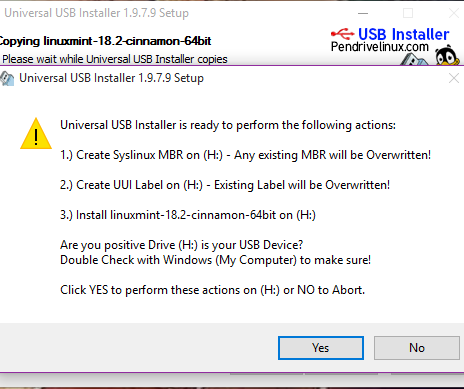 Universal USB Installer 1.9.7.9 Setup
Copying linuxmint-18.2-cinnamon-64bit
Please wait while Universal USB Installer copies
USB Installer
Pendrivelinux.com
Universal USB Installer 1.9.7.9 Setup
Universal USB Installer is ready to perform the following actions:
1.) Create Syslinux MBR on (H:) - Any existing MBR will be Overwritten!
2.) Create UUI Label on (H:) - Existing Label will be Overwritten!
3.) Install linuxmint-18.2-cinnamon-64bit on (H:)
Are you positive Drive (H:) is your USB Device?
Double Check with Windows (My Computer) to make sure!
Click YES to perform these actions on (H:) or NO to Abort.
Yes
No